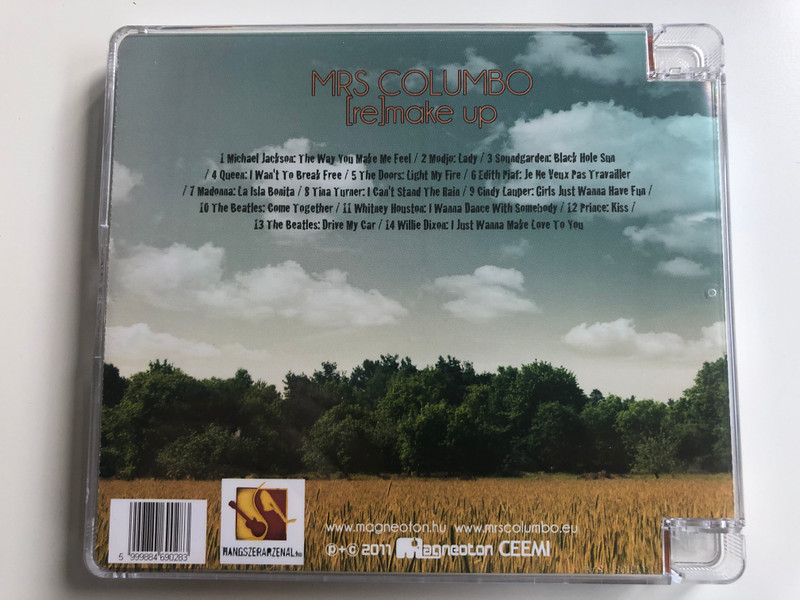 MRS COLUMBO
[re]make up
1 Michael Jackson: The Way You Make Me Feel / 2 Modjo: Lady / 3 Soundgarden: Black Hole Sun
/ 4 Queen: I Wan't To Break Free / 5 The Doors: Light My Fire / 6 Edith Piaf: Je Ne Veux Pas Travailler
/ 7 Madonna: La Isla Bonita / 8 Tina Turner: I Can't Stand The Rain / 9 Cindy Lauper: Girls Just Wanna Have Fun /
10 The Beatles: Come Together / 11 Whitney Houston: I Wanna Dance With Somebody / 12 Prince: Kiss /
13 The Beatles: Drive My Car / 14 Willie Dixon: I Just Wanna Make Love To You
www.magneoton.hu www.mrscolumbo.eu
℗+© 2011 Magneoton CEEMI
HANGSZERARZENAL.hu
5 999884 690283